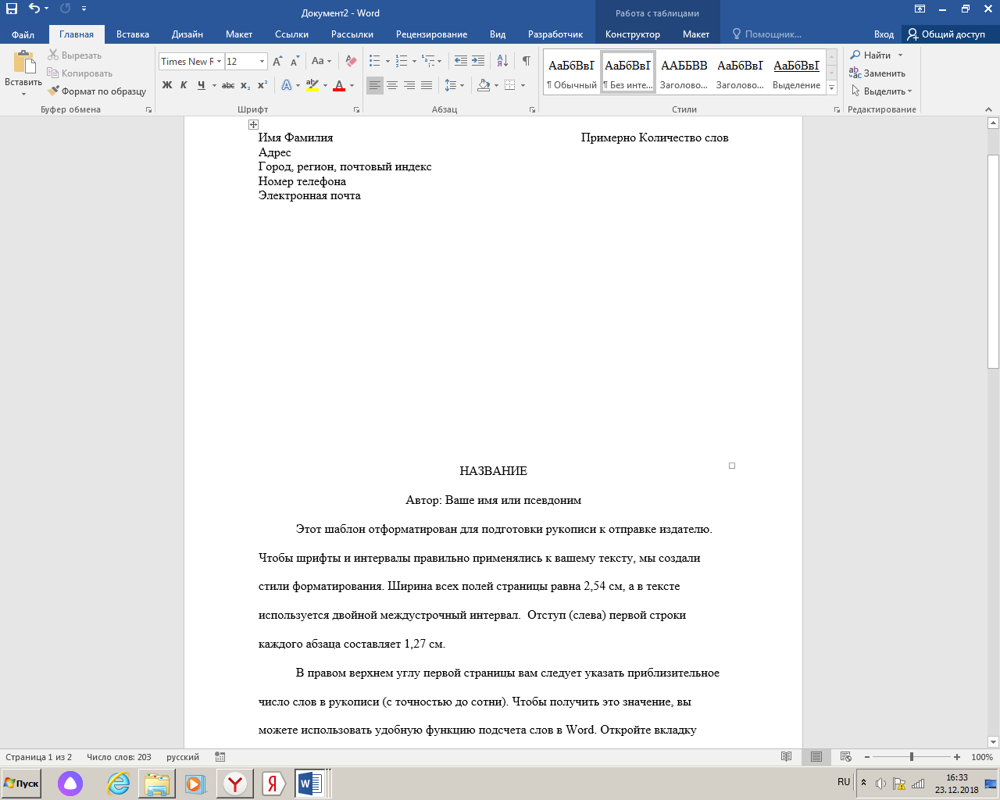 Документ2 - Word
Работа с таблицами
Файл Главная Вставка Дизайн Макет Ссылки Рассылки Рецензирование Вид Разработчик Конструктор Макет Помощник... Вход Общий доступ
Вставить
Вырезать
Копировать
Формат по образцу
Буфер обмена
Times New R 12
Aa
Ж К Ч abc x₂ x²
Шрифт
Абзац
АаБбВвІ АаБбВвІ ААББВВ АаБбВвІ АаБбВвІ
¶ Обычный ¶ Без инте... Заголово... Заголово... Выделение
Стили
Найти
Заменить
Выделить
Редактирование
Имя Фамилия Примерно Количество слов
Адрес
Город, регион, почтовый индекс
Номер телефона
Электронная почта
НАЗВАНИЕ
Автор: Ваше имя или псевдоним
Этот шаблон отформатирован для подготовки рукописи к отправке издателю.
Чтобы шрифты и интервалы правильно применялись к вашему тексту, мы создали
стили форматирования. Ширина всех полей страницы равна 2,54 см, а в тексте
используется двойной междустрочный интервал.  Отступ (слева) первой строки
каждого абзаца составляет 1,27 см.
В правом верхнем углу первой страницы вам следует указать приблизительное
число слов в рукописи (с точностью до сотни). Чтобы получить это значение, вы
можете использовать удобную функцию подсчета слов в Word. Откройте вкладку
Страница 1 из 2 Число слов: 203 русский 100%
Пуск
RU
16:33
23.12.2018